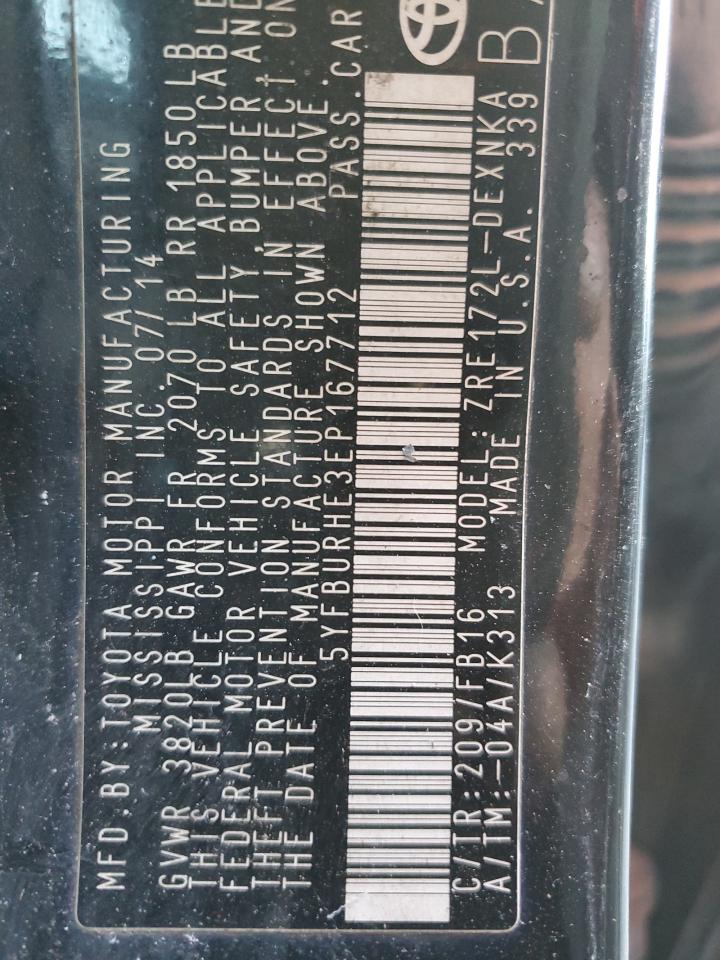 MFD.BY:TOYOTA MOTOR MANUFACTURING
MISSISSIPPI INC. 07/14
GVWR 3820LB GAWR FR 2070 LB RR 1850LB
THIS VEHICLE CONFORMS TO ALL APPLICABLE
FEDERAL MOTOR VEHICLE SAFETY, BUMPER AND
THEFT PREVENTION STANDARDS IN EFFECT ON
THE DATE OF MANUFACTURE SHOWN ABOVE.
5YFBURHE3EP167712 PASS.CAR
C/TR:209/FB16 MODEL:ZRE172L-DEXNKA
A/TM:-04A/K313 MADE IN U.S.A. 339